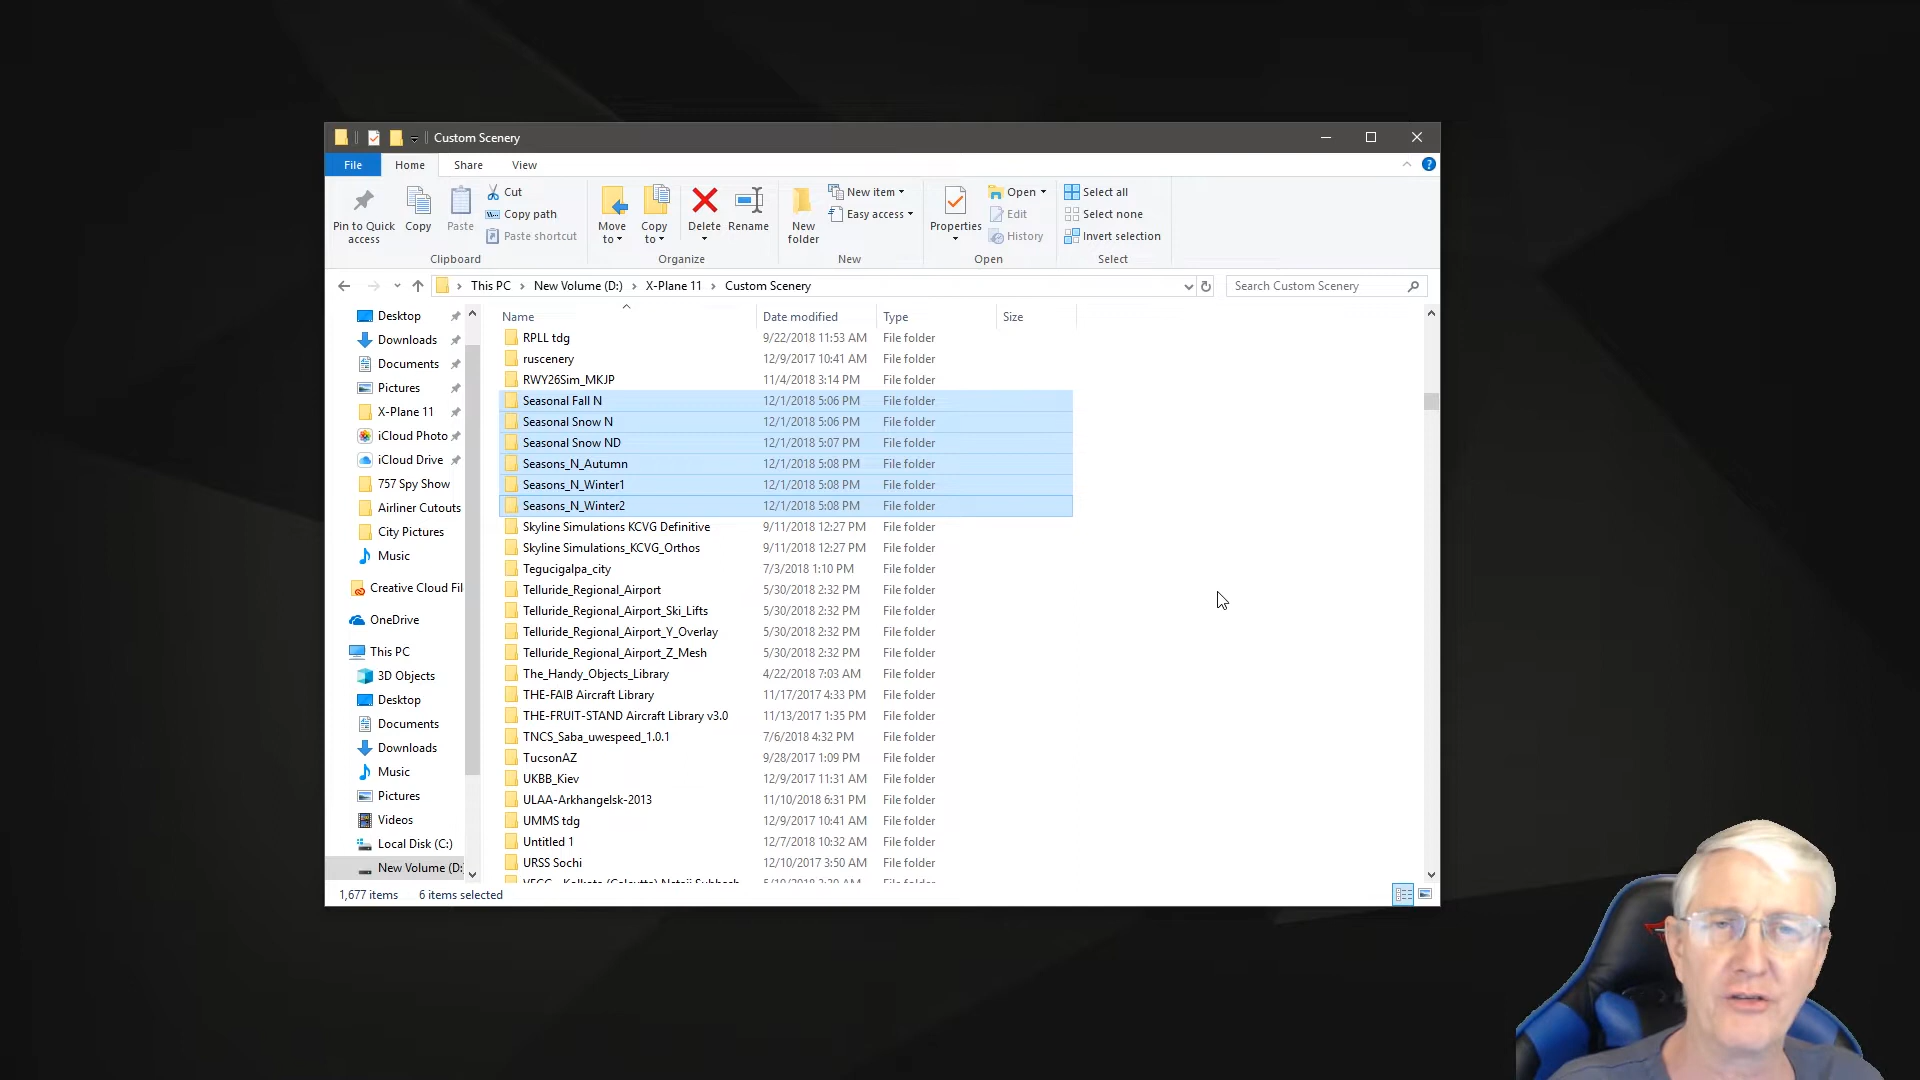 Custom Scenery
File Home Share View
Pin to Quick access
Copy
Paste
Cut
Copy path
Paste shortcut
Clipboard
Move to
Copy to
Delete
Rename
Organize
New folder
New item
Easy access
New
Properties
Open
Edit
History
Open
Select all
Select none
Invert selection
Select
This PC > New Volume (D:) > X-Plane 11 > Custom Scenery
Search Custom Scenery
Desktop
Downloads
Documents
Pictures
X-Plane 11
iCloud Photo
iCloud Drive
757 Spy Show
Airliner Cutouts
City Pictures
Music
Creative Cloud Fil
OneDrive
This PC
3D Objects
Desktop
Documents
Downloads
Music
Pictures
Videos
Local Disk (C:)
New Volume (D:
Name Date modified Type Size
RPLL tdg 9/22/2018 11:53 AM File folder
ruscenery 12/9/2017 10:41 AM File folder
RWY26Sim_MKJP 11/4/2018 3:14 PM File folder
Seasonal Fall N 12/1/2018 5:06 PM File folder
Seasonal Snow N 12/1/2018 5:06 PM File folder
Seasonal Snow ND 12/1/2018 5:07 PM File folder
Seasons_N_Autumn 12/1/2018 5:08 PM File folder
Seasons_N_Winter1 12/1/2018 5:08 PM File folder
Seasons_N_Winter2 12/1/2018 5:08 PM File folder
Skyline Simulations KCVG Definitive 9/11/2018 12:27 PM File folder
Skyline Simulations_KCVG_Orthos 9/11/2018 12:27 PM File folder
Tegucigalpa_city 7/3/2018 1:10 PM File folder
Telluride_Regional_Airport 5/30/2018 2:32 PM File folder
Telluride_Regional_Airport_Ski_Lifts 5/30/2018 2:32 PM File folder
Telluride_Regional_Airport_Y_Overlay 5/30/2018 2:32 PM File folder
Telluride_Regional_Airport_Z_Mesh 5/30/2018 2:32 PM File folder
The_Handy_Objects_Library 4/22/2018 7:03 AM File folder
THE-FAIB Aircraft Library 11/17/2017 4:33 PM File folder
THE-FRUIT-STAND Aircraft Library v3.0 11/13/2017 1:35 PM File folder
TNCS_Saba_uwespeed_1.0.1 7/6/2018 4:32 PM File folder
TucsonAZ 9/28/2017 1:09 PM File folder
UKBB_Kiev 12/9/2017 11:31 AM File folder
ULAA-Arkhangelsk-2013 11/10/2018 6:31 PM File folder
UMMS tdg 12/9/2017 10:41 AM File folder
Untitled 1 12/7/2018 10:32 AM File folder
URSS Sochi 12/10/2017 3:50 AM File folder
1,677 items 6 items selected